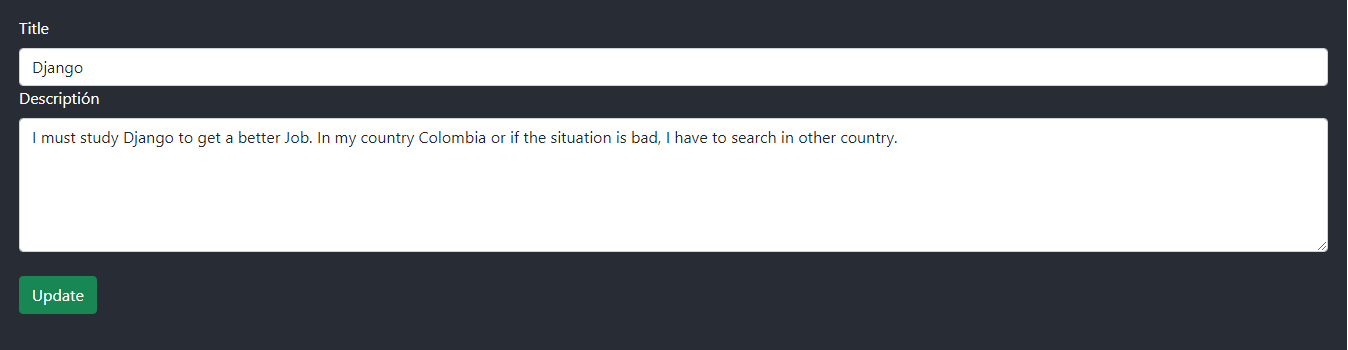 Title
Django
Descriptión
I must study Django to get a better Job. In my country Colombia or if the situation is bad, I have to search in other country.
Update